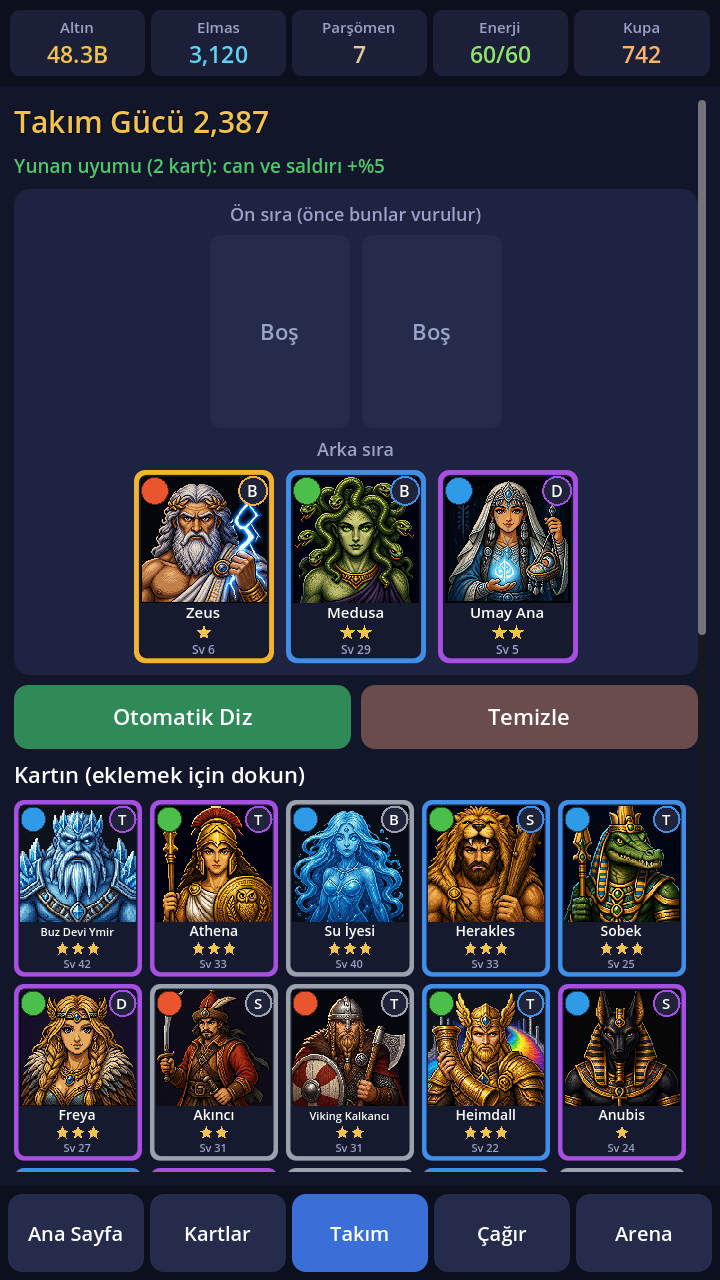 Altın Elmas Parşömen Enerji Kupa
48.3B 3,120 7 60/60 742
Takım Gücü 2,387
Yunan uyumu (2 kart): can ve saldırı +%5
Ön sıra (önce bunlar vurulur)
Boş Boş
Arka sıra
B B D
Zeus Medusa Umay Ana
Sv 6 Sv 29 Sv 5
Otomatik Diz Temizle
Kartın (eklemek için dokun)
T T B S T
Buz Devi Ymir Athena Su İyesi Herakles Sobek
Sv 42 Sv 33 Sv 40 Sv 33 Sv 25
D S T T S
Freya Akıncı Viking Kalkancı Heimdall Anubis
Sv 27 Sv 31 Sv 31 Sv 22 Sv 24
Ana Sayfa Kartlar Takım Çağır Arena